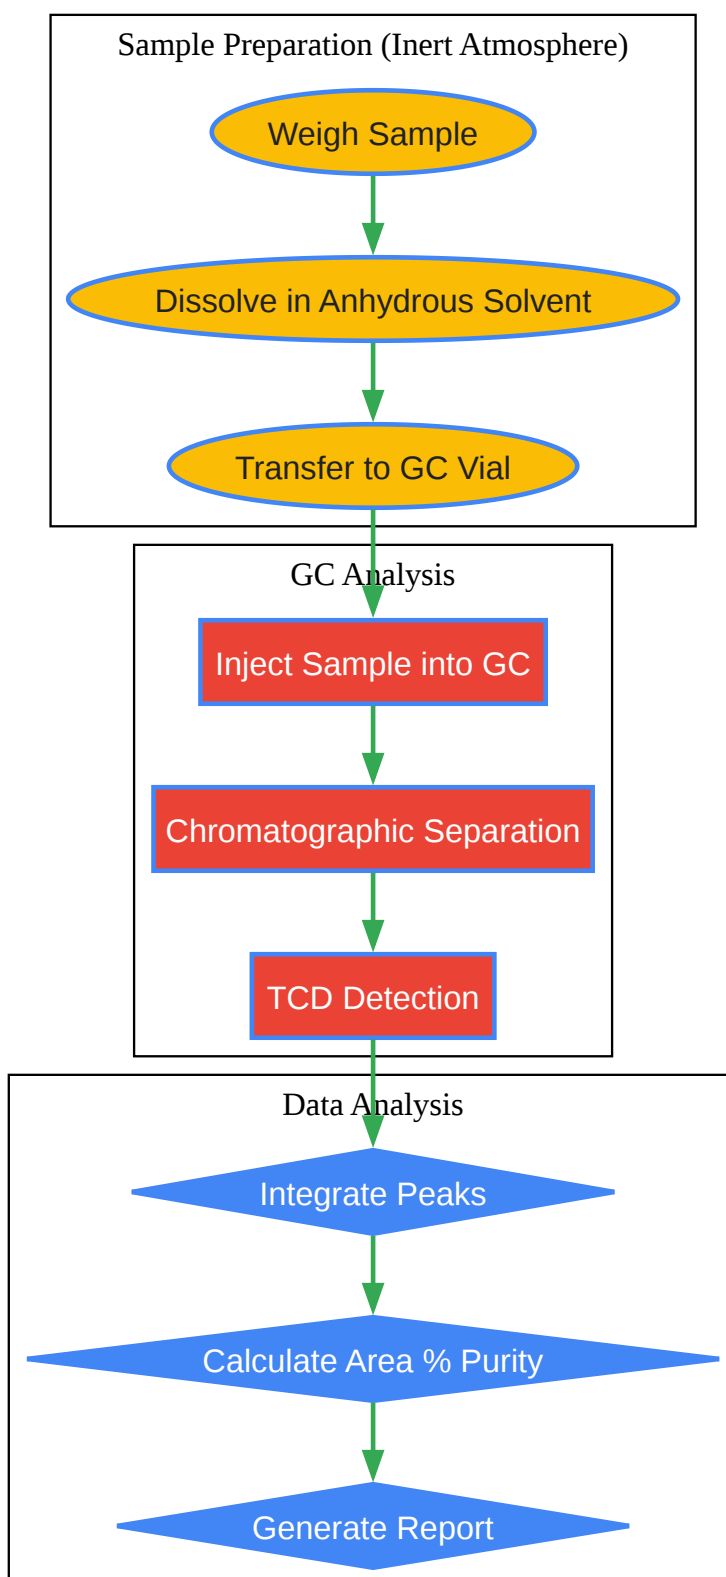 Sample Preparation (Inert Atmosphere)
Weigh Sample
Dissolve in Anhydrous Solvent
Transfer to GC Vial
GC Analysis
Inject Sample into GC
Chromatographic Separation
TCD Detection
Data Analysis
Integrate Peaks
Calculate Area % Purity
Generate Report